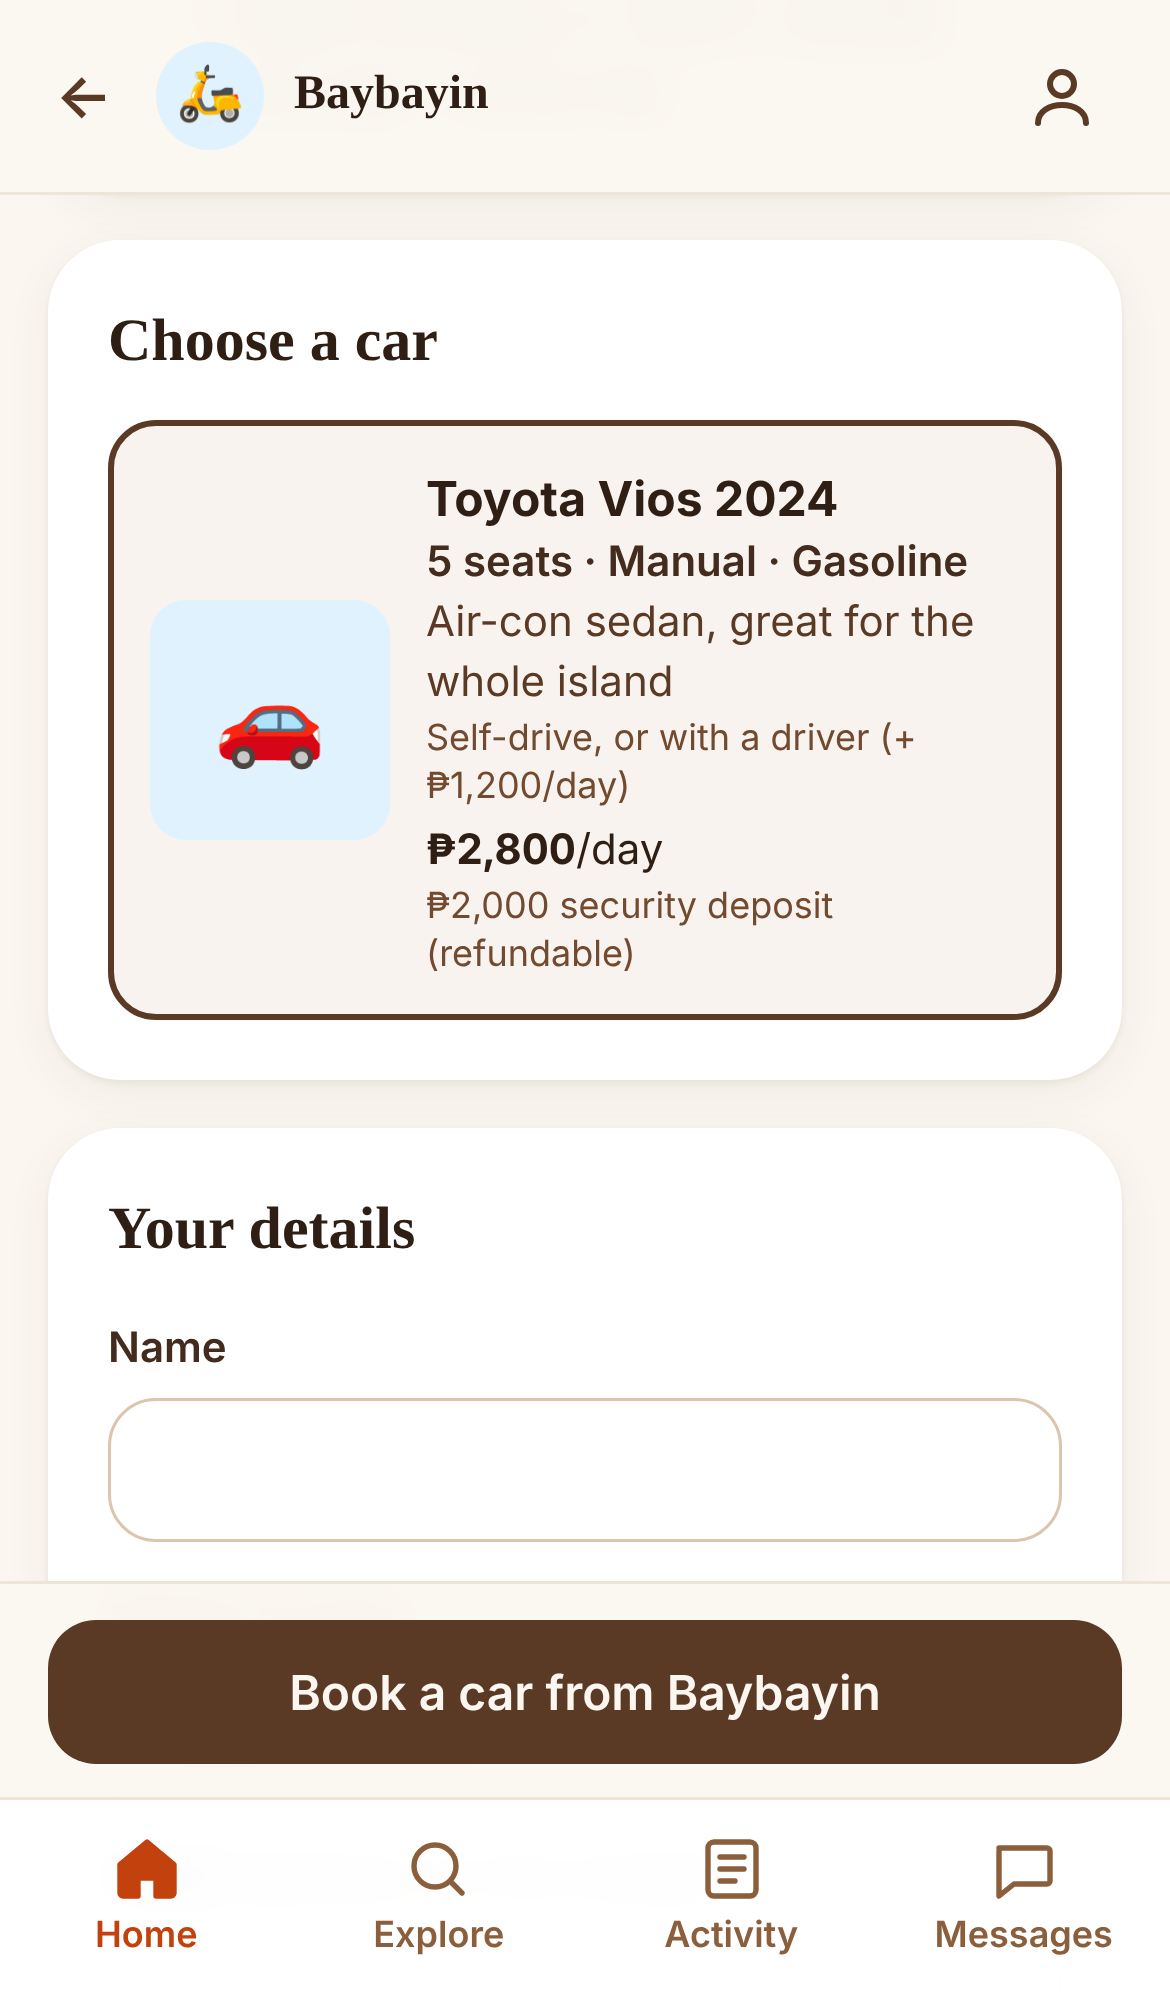 Baybayin
Choose a car
Toyota Vios 2024
5 seats · Manual · Gasoline
Air-con sedan, great for the
whole island
Self-drive, or with a driver (+
₱1,200/day)
₱2,800/day
₱2,000 security deposit
(refundable)
Your details
Name
Book a car from Baybayin
Home
Explore
Activity
Messages